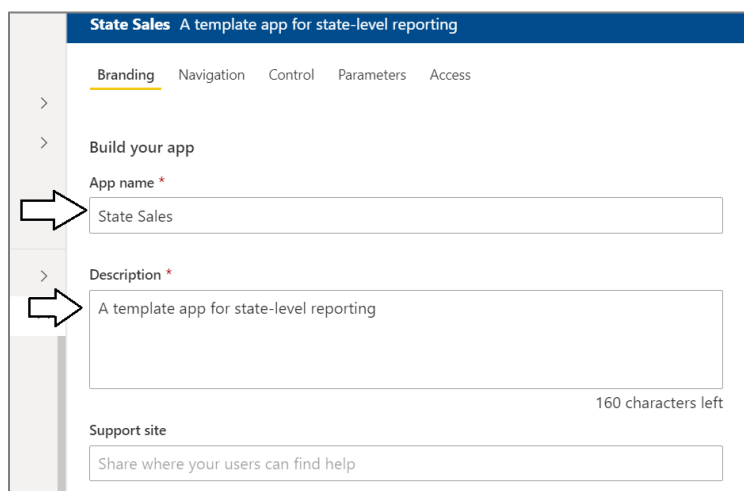 State Sales A template app for state-level reporting
Branding Navigation Control Parameters Access
Build your app
App name *
State Sales
Description *
A template app for state-level reporting
160 characters left
Support site
Share where your users can find help